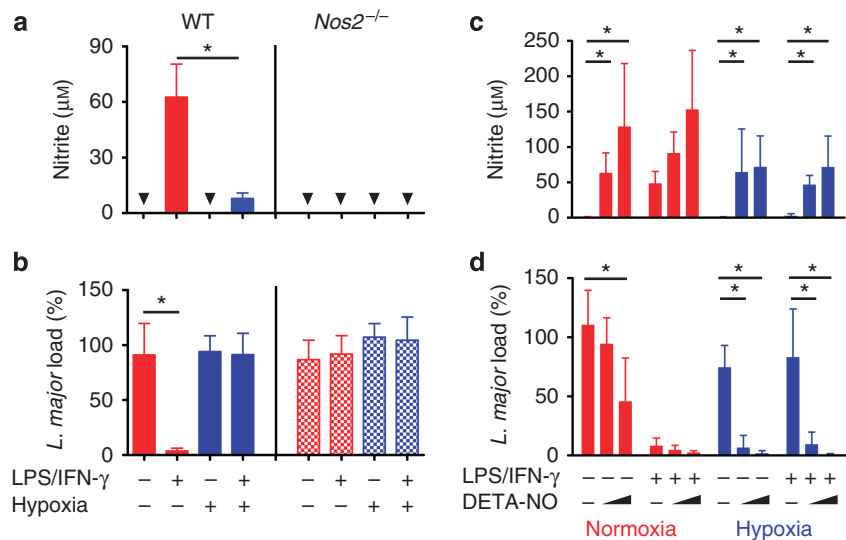 a
WT
Nos2–/–
*
Nitrite (μM)
90
60
30
0
b
*
L. major load (%)
150
100
50
0
LPS/IFN-γ – + – + – + – +
Hypoxia – – + + – – + +
c
* * * * * *
Nitrite (μM)
250
200
150
100
50
0
d
* * * * *
L. major load (%)
150
100
50
0
LPS/IFN-γ – – – + + + – – – + + +
DETA-NO – – – –
Normoxia
Hypoxia